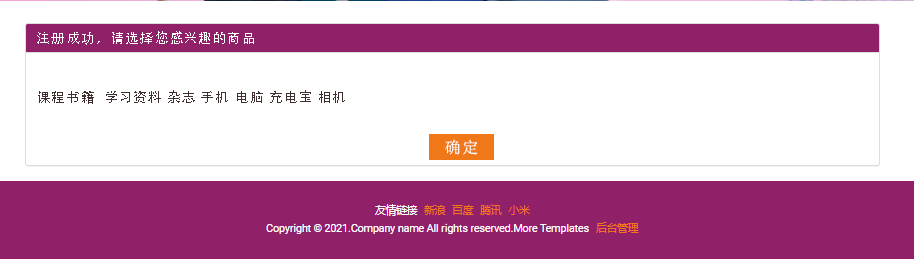 注册成功，请选择您感兴趣的商品
课程书籍 学习资料 杂志 手机 电脑 充电宝 相机
确定
友情链接 新浪 百度 腾讯 小米
Copyright © 2021.Company name All rights reserved.More Templates 后台管理